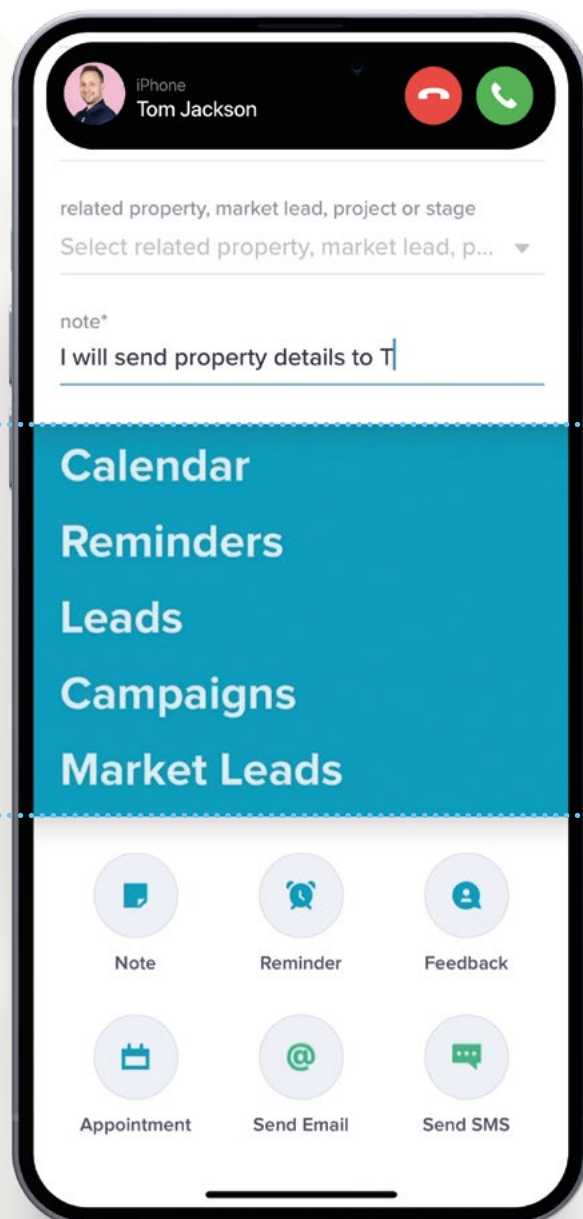 iPhone
Tom Jackson
related property, market lead, project or stage
Select related property, market lead, p...
note*
I will send property details to T
Calendar
Reminders
Leads
Campaigns
Market Leads
Note Reminder Feedback
Appointment Send Email Send SMS